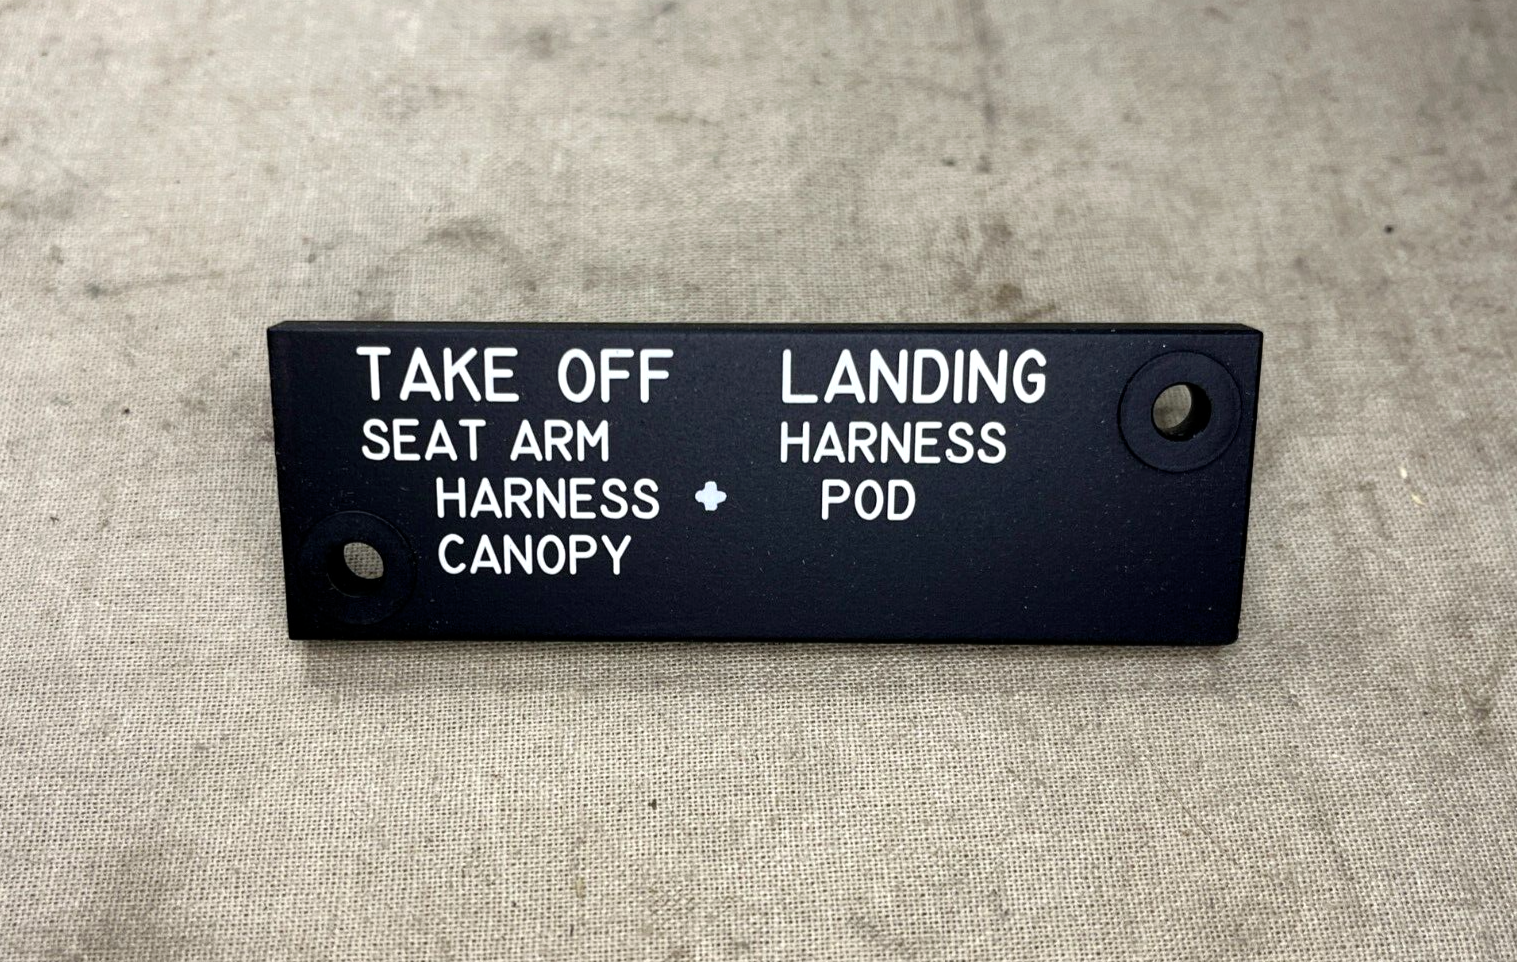 TAKE OFF LANDING
SEAT ARM HARNESS
HARNESS + POD
CANOPY